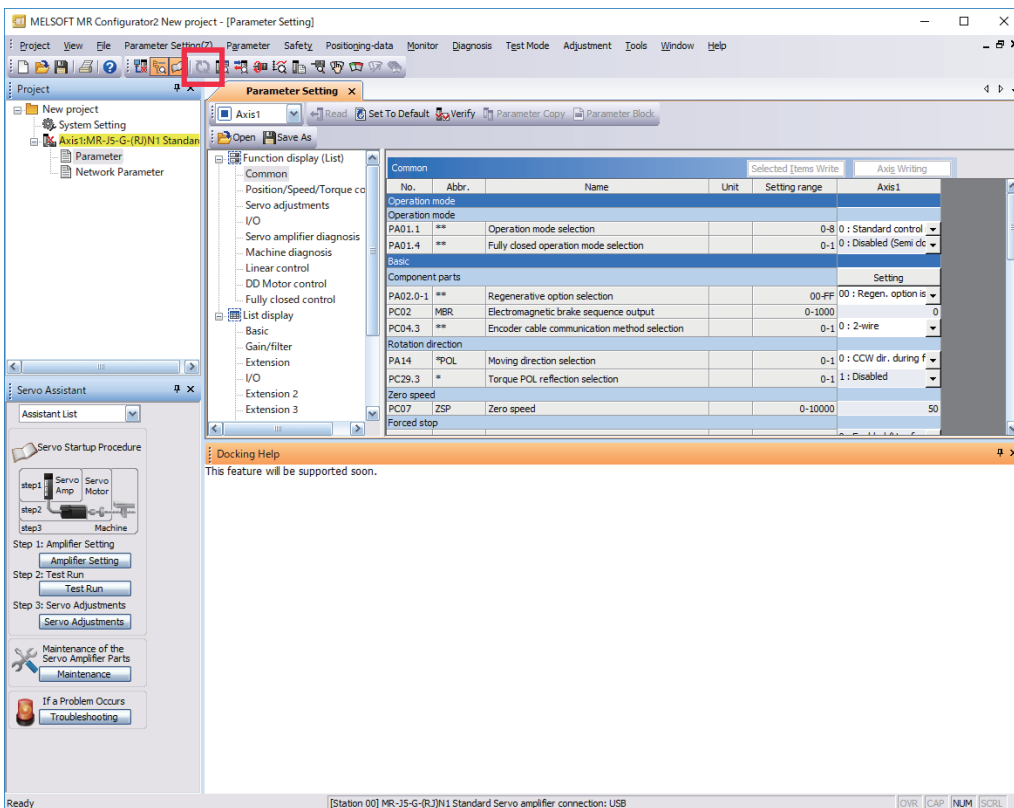 MELSOFT MR Configurator2 New project - [Parameter Setting]
Project View File Parameter Setting(Z) Parameter Safety Positioning-data Monitor Diagnosis Test Mode Adjustment Tools Window Help
Project
New project
System Setting
Axis1:MR-J5-G-(RJ)N1 Standar
Parameter
Network Parameter
Servo Assistant
Assistant List
Servo Startup Procedure
step1
Servo Amp
Servo Motor
step2
step3
Machine
Step 1: Amplifier Setting
Amplifier Setting
Step 2: Test Run
Test Run
Step 3: Servo Adjustments
Servo Adjustments
Maintenance of the
Servo Amplifier Parts
Maintenance
If a Problem Occurs
Troubleshooting
Parameter Setting
Axis1 Read Set To Default Verify Parameter Copy Parameter Block
Open Save As
Function display (List)
Common
Position/Speed/Torque co
Servo adjustments
I/O
Servo amplifier diagnosis
Machine diagnosis
Linear control
DD Motor control
Fully closed control
List display
Basic
Gain/filter
Extension
I/O
Extension 2
Extension 3
Common Selected Items Write Axis Writing
No. Abbr. Name Unit Setting range Axis1
Operation mode
Operation mode
PA01.1 ** Operation mode selection 0-8 0 : Standard control
PA01.4 ** Fully closed operation mode selection 0-1 0 : Disabled (Semi clo
Basic
Component parts Setting
PA02.0-1 ** Regenerative option selection 00-FF 00 : Regen. option is
PC02 MBR Electromagnetic brake sequence output 0-1000 0
PC04.3 ** Encoder cable communication method selection 0-1 0 : 2-wire
Rotation direction
PA14 *POL Moving direction selection 0-1 0 : CCW dir. during f
PC29.3 * Torque POL reflection selection 0-1 1 : Disabled
Zero speed
PC07 ZSP Zero speed 0-10000 50
Forced stop
Docking Help
This feature will be supported soon.
Ready [Station 00] MR-J5-G-(RJ)N1 Standard Servo amplifier connection: USB OVR CAP NUM SCRL